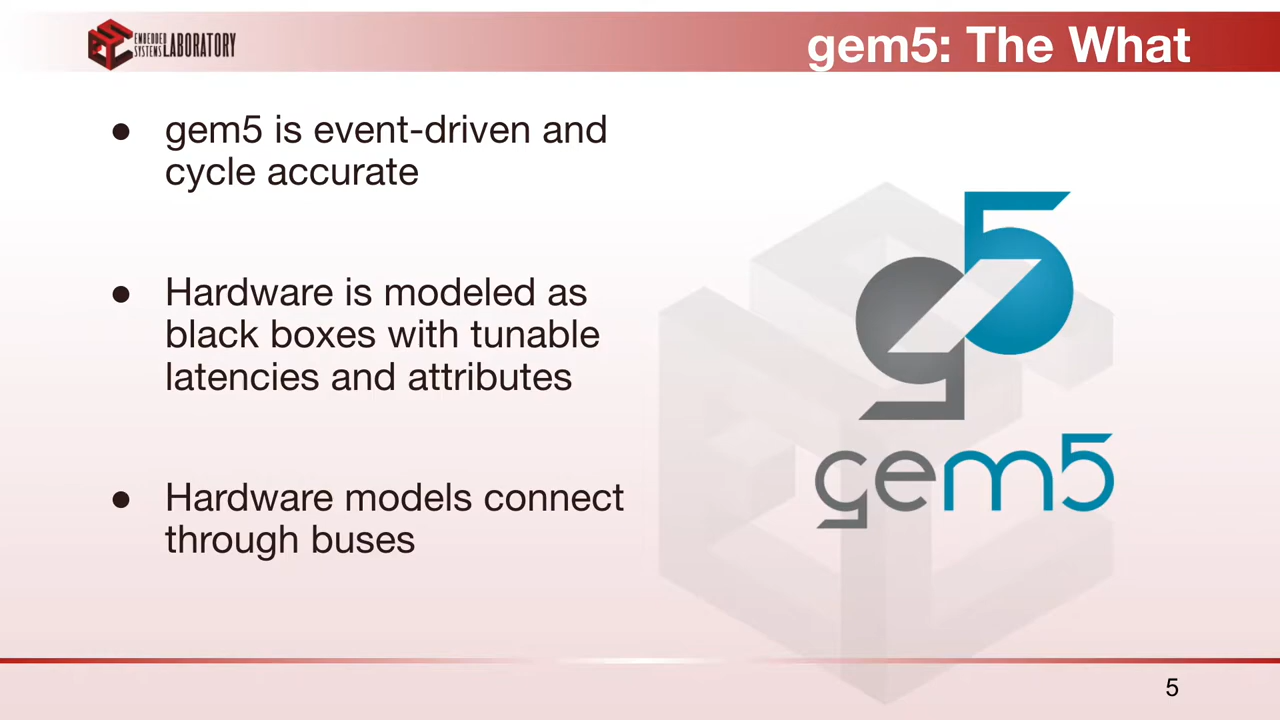 EMBEDDED
SYSTEMS LABORATORY
gem5: The What
● gem5 is event-driven and
cycle accurate
● Hardware is modeled as
black boxes with tunable
latencies and attributes
● Hardware models connect
through buses
g5
gem5
5